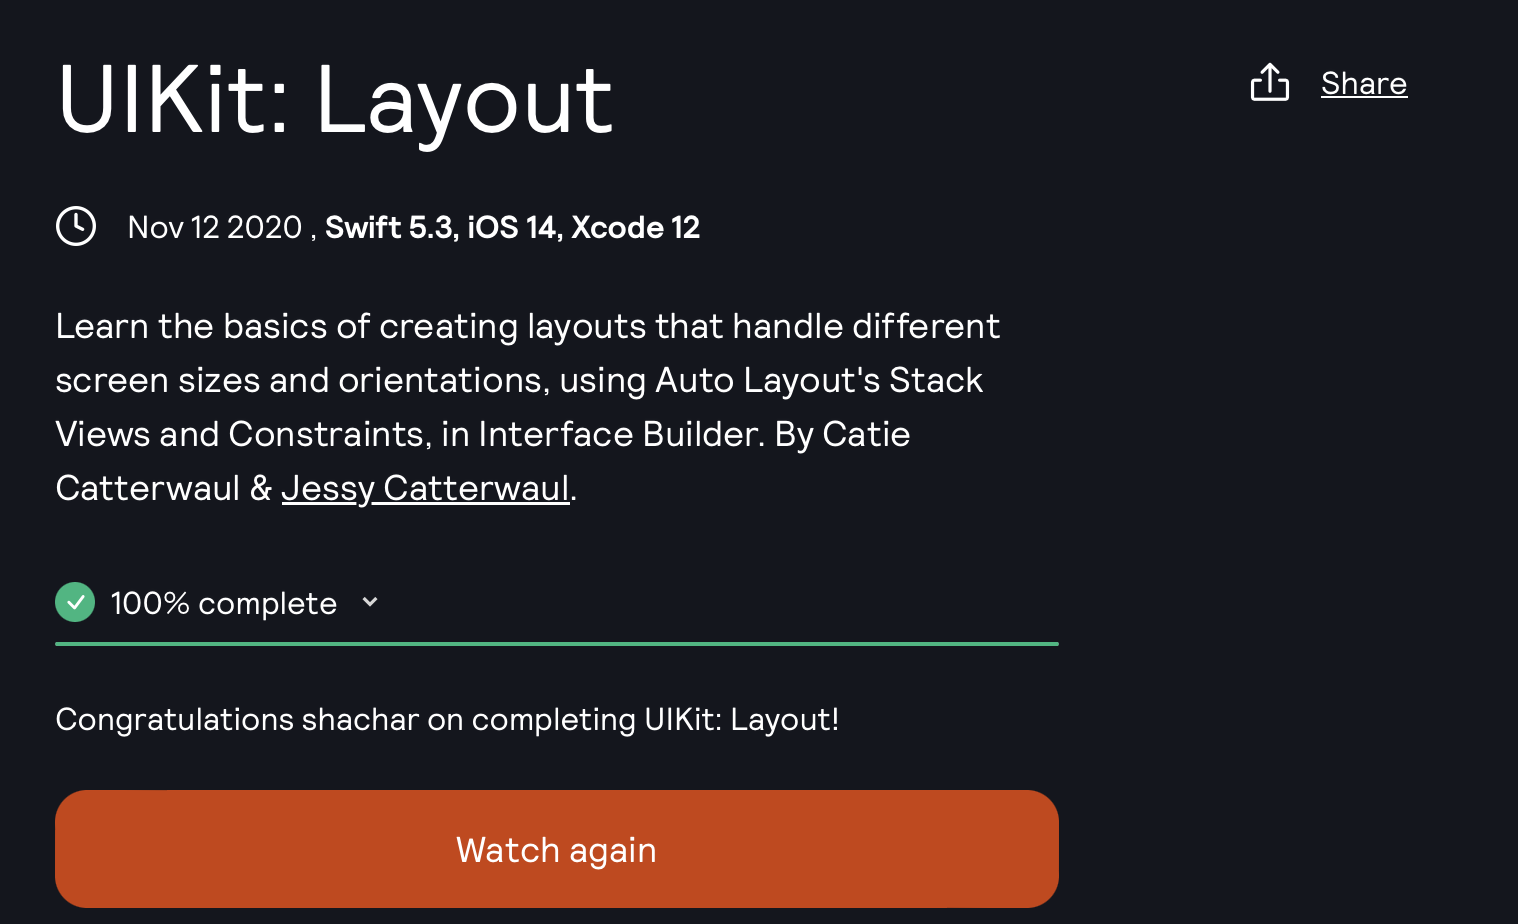 UIKit: Layout
Share
Nov 12 2020 , Swift 5.3, iOS 14, Xcode 12
Learn the basics of creating layouts that handle different
screen sizes and orientations, using Auto Layout's Stack
Views and Constraints, in Interface Builder. By Catie
Catterwaul & Jessy Catterwaul.
100% complete
Congratulations shachar on completing UIKit: Layout!
Watch again